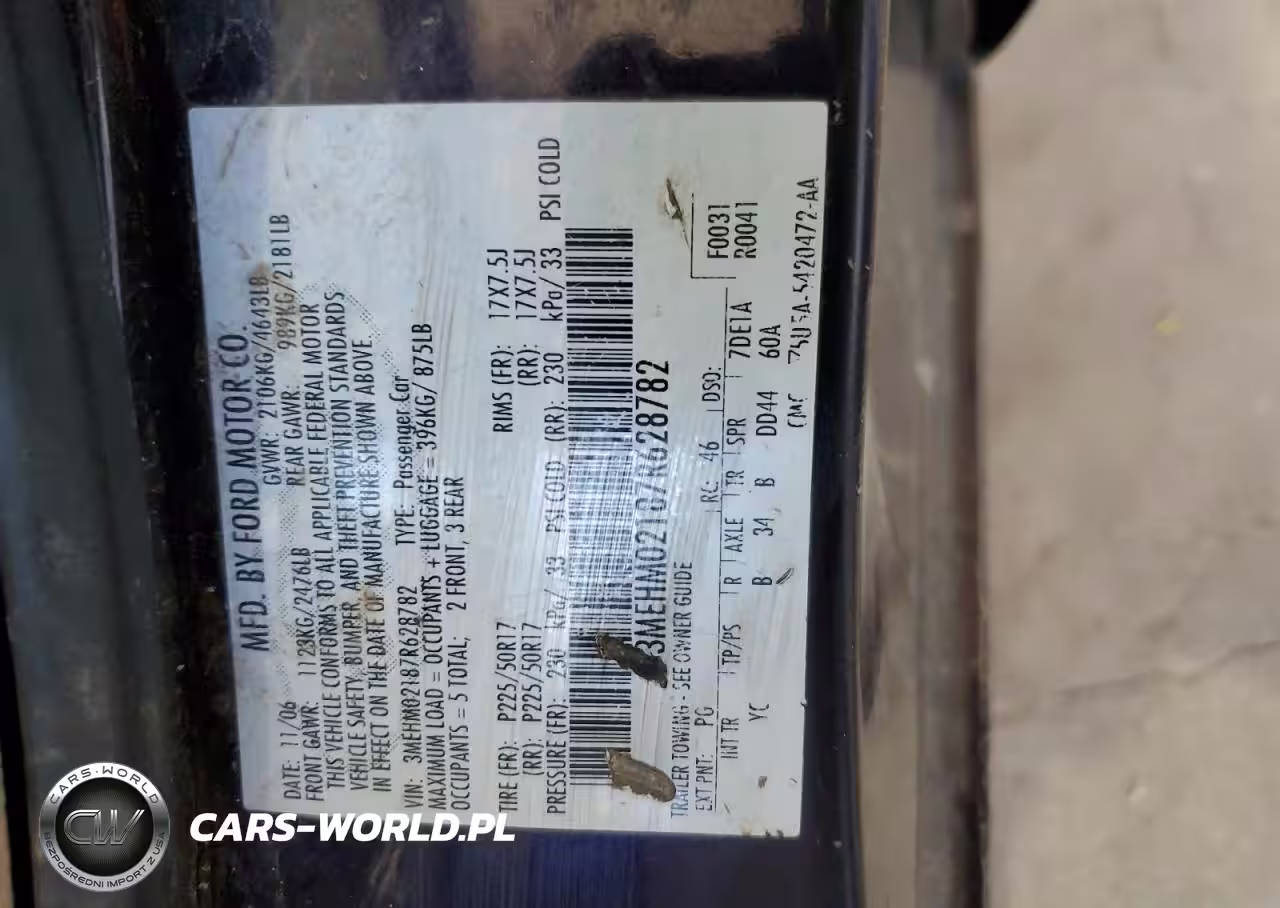 MFD. BY FORD MOTOR CO.
DATE: 11/06 GVWR: 2106KG/4643LB
FRONT GAWR: 1123KG/2476LB REAR GAWR: 989KG/2181LB
THIS VEHICLE CONFORMS TO ALL APPLICABLE FEDERAL MOTOR
VEHICLE SAFETY, BUMPER, AND THEFT PREVENTION STANDARDS
IN EFFECT ON THE DATE OF MANUFACTURE SHOWN ABOVE.
VIN: 3MEHM02187R628782 TYPE: Passenger Car
MAXIMUM LOAD = OCCUPANTS + LUGGAGE = 396KG/ 875LB
OCCUPANTS = 5 TOTAL; 2 FRONT, 3 REAR
TIRE (FR): P225/50R17 RIMS (FR): 17X7.5J
(RR): P225/50R17 (RR): 17X7.5J
PRESSURE (FR): 230 kPa/ 33 PSI COLD (RR): 230 kPa/ 33 PSI COLD
3MEHM02187R628782
TRAILER TOWING - SEE OWNER GUIDE
F0031
R0041
EXT PNT: PG RC: 46 DSO:
INT TR TP/PS R AXLE TR SPR 7DE1A
YC B 34 B DD44 60A
5420472-AA
CARS-WORLD
CW
BEZPOŚREDNI IMPORT Z USA
CARS-WORLD.PL